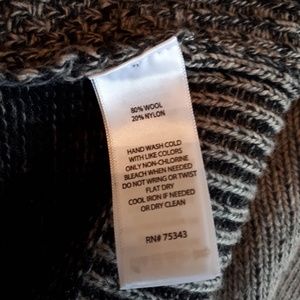 80% WOOL
20% NYLON
HAND WASH COLD
WITH LIKE COLORS
ONLY NON-CHLORINE
BLEACH WHEN NEEDED
DO NOT WRING OR TWIST
FLAT DRY
COOL IRON IF NEEDED
OR DRY CLEAN
RN# 75343